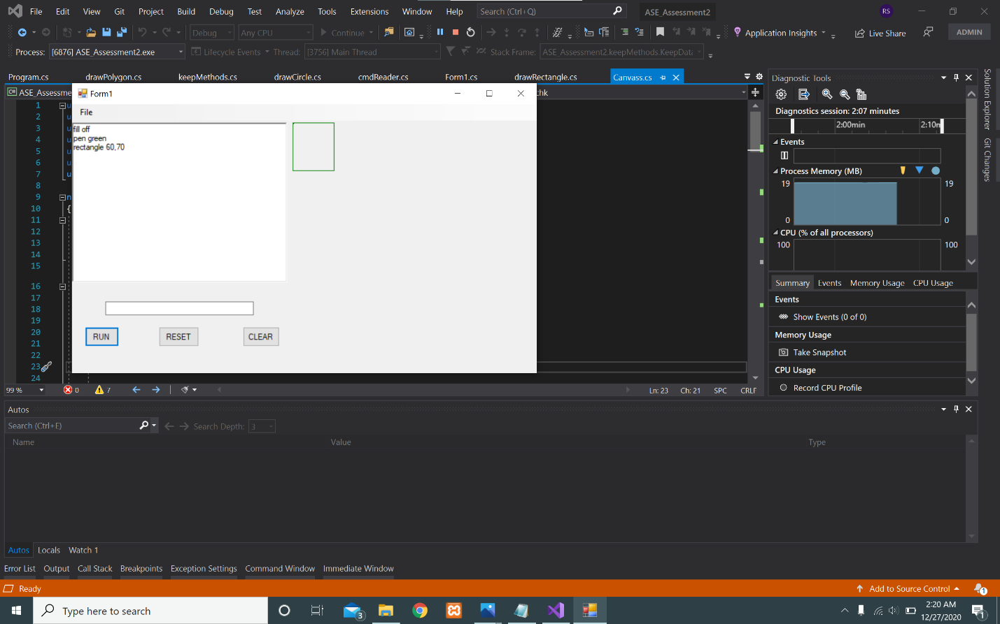 File Edit View Git Project Build Debug Test Analyze Tools Extensions Window Help Search (Ctrl+Q) ASE_Assessment2 RS
Debug Any CPU Continue Application Insights Live Share ADMIN
Process: [6876] ASE_Assessment2.exe Lifecycle Events Thread: [3756] Main Thread Stack Frame: ASE_Assessment2.keepMethods.KeepData
Program.cs drawPolygon.cs keepMethods.cs drawCircle.cs cmdReader.cs Form1.cs drawRectangle.cs Canvass.cs
C# ASE_Assessme
chk
1
2
3
4
5
6
7
8
9
10
11
12
13
14
15
16
17
18
19
20
21
22
23
24
u
u
u
u
u
u
u
n
{
Form1
File
fill off
pen green
rectangle 60,70
RUN RESET CLEAR
99 % 0 7 Ln: 23 Ch: 21 SPC CRLF
Diagnostic Tools
Diagnostics session: 2:07 minutes
2:00min 2:10m
Events
Process Memory (MB)
19 19
0 0
CPU (% of all processors)
100 100
Summary Events Memory Usage CPU Usage
Events
Show Events (0 of 0)
Memory Usage
Take Snapshot
CPU Usage
Record CPU Profile
Solution Explorer
Git Changes
Autos
Search (Ctrl+E) Search Depth: 3
Name Value Type
Autos Locals Watch 1
Error List Output Call Stack Breakpoints Exception Settings Command Window Immediate Window
Ready Add to Source Control 1
Type here to search 3 2:20 AM
12/27/2020 1